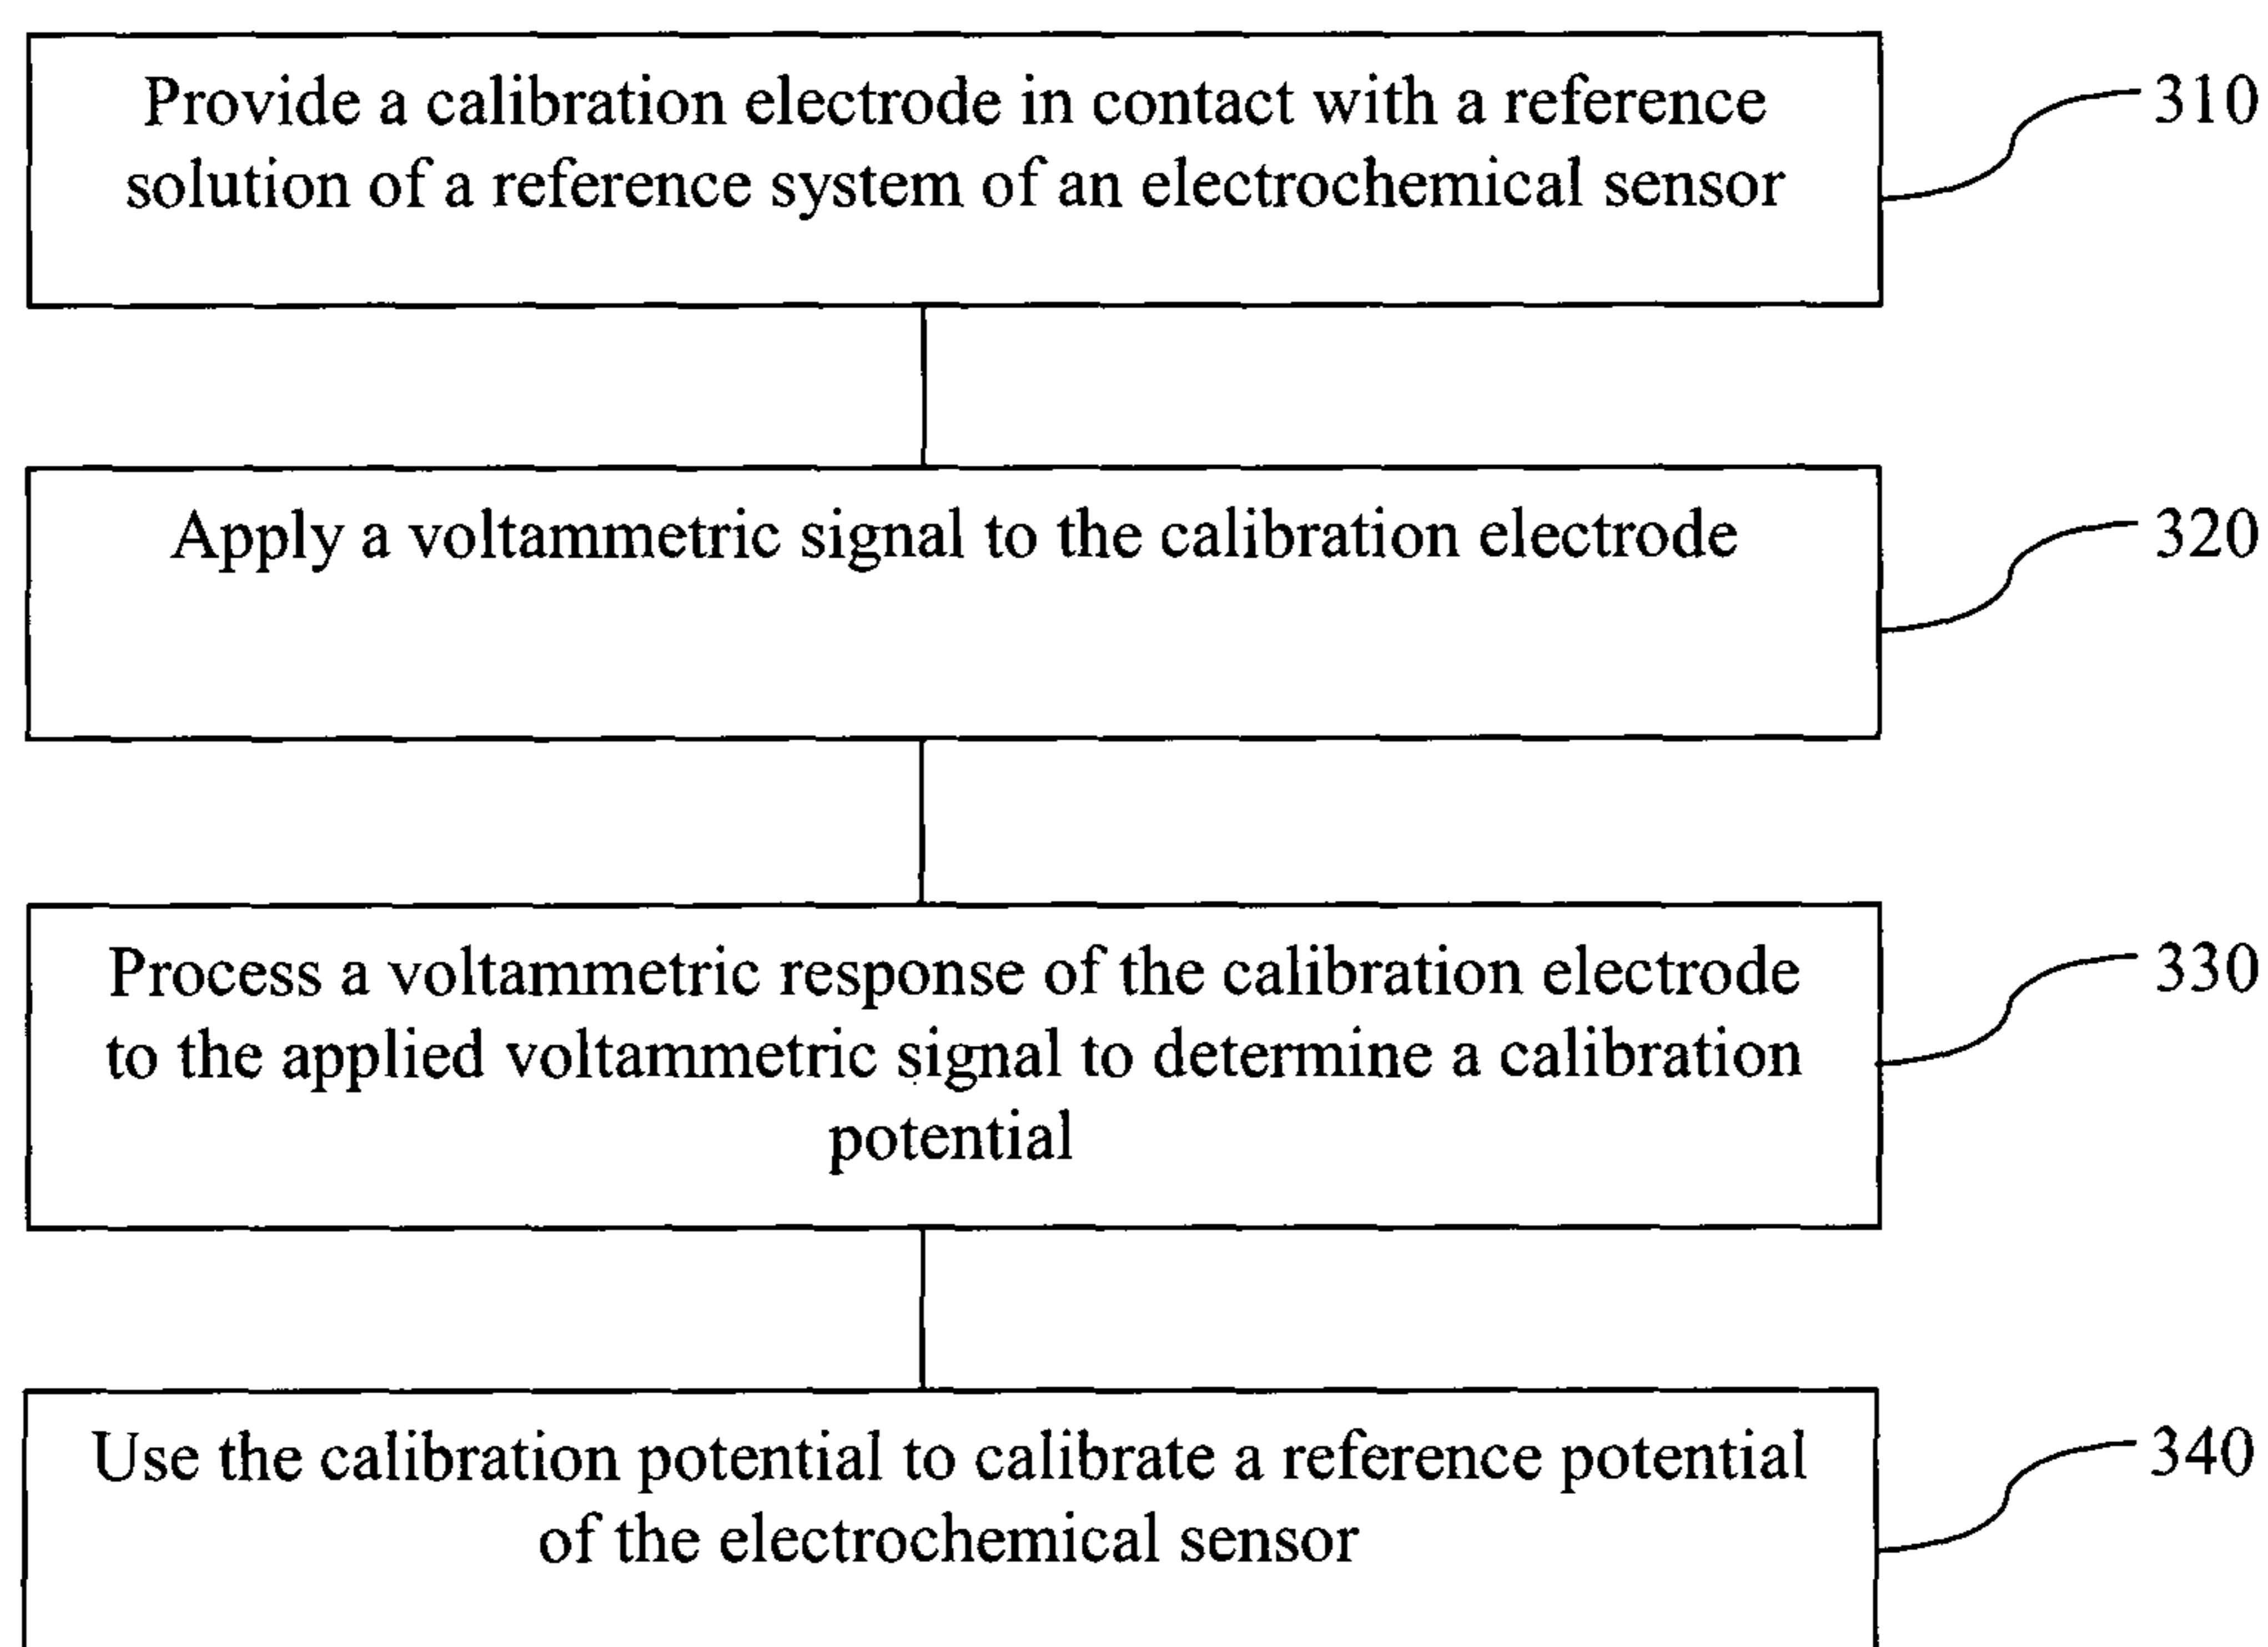 Provide a calibration electrode in contact with a reference
solution of a reference system of an electrochemical sensor
310
Apply a voltammetric signal to the calibration electrode
320
Process a voltammetric response of the calibration electrode
to the applied voltammetric signal to determine a calibration
potential
330
Use the calibration potential to calibrate a reference potential
of the electrochemical sensor
340